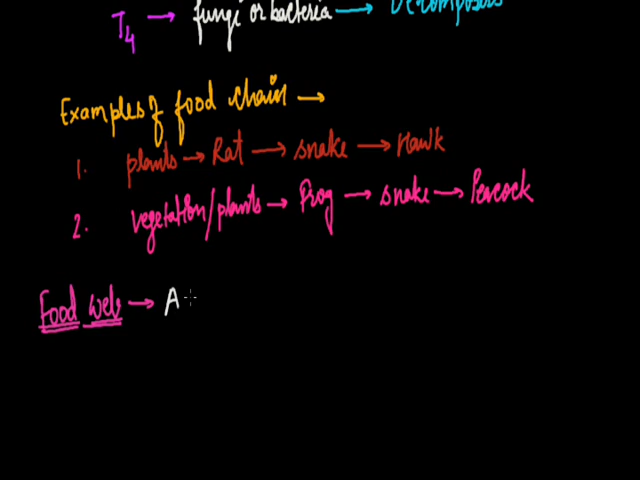 T4 → fungi or bacteria → Decomposers
Examples of food chain →
1. plants → Rat → snake → Hawk
2. vegetation/plants → Frog → snake → Peacock
Food web → A